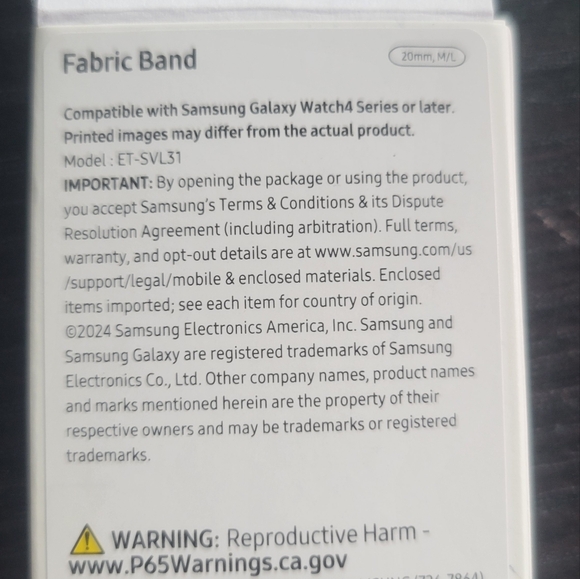 Fabric Band
20mm, M/L
Compatible with Samsung Galaxy Watch4 Series or later.
Printed images may differ from the actual product.
Model : ET-SVL31
IMPORTANT: By opening the package or using the product,
you accept Samsung's Terms & Conditions & its Dispute
Resolution Agreement (including arbitration). Full terms,
warranty, and opt-out details are at www.samsung.com/us
/support/legal/mobile & enclosed materials. Enclosed
items imported; see each item for country of origin.
©2024 Samsung Electronics America, Inc. Samsung and
Samsung Galaxy are registered trademarks of Samsung
Electronics Co., Ltd. Other company names, product names
and marks mentioned herein are the property of their
respective owners and may be trademarks or registered
trademarks.
WARNING: Reproductive Harm -
www.P65Warnings.ca.gov